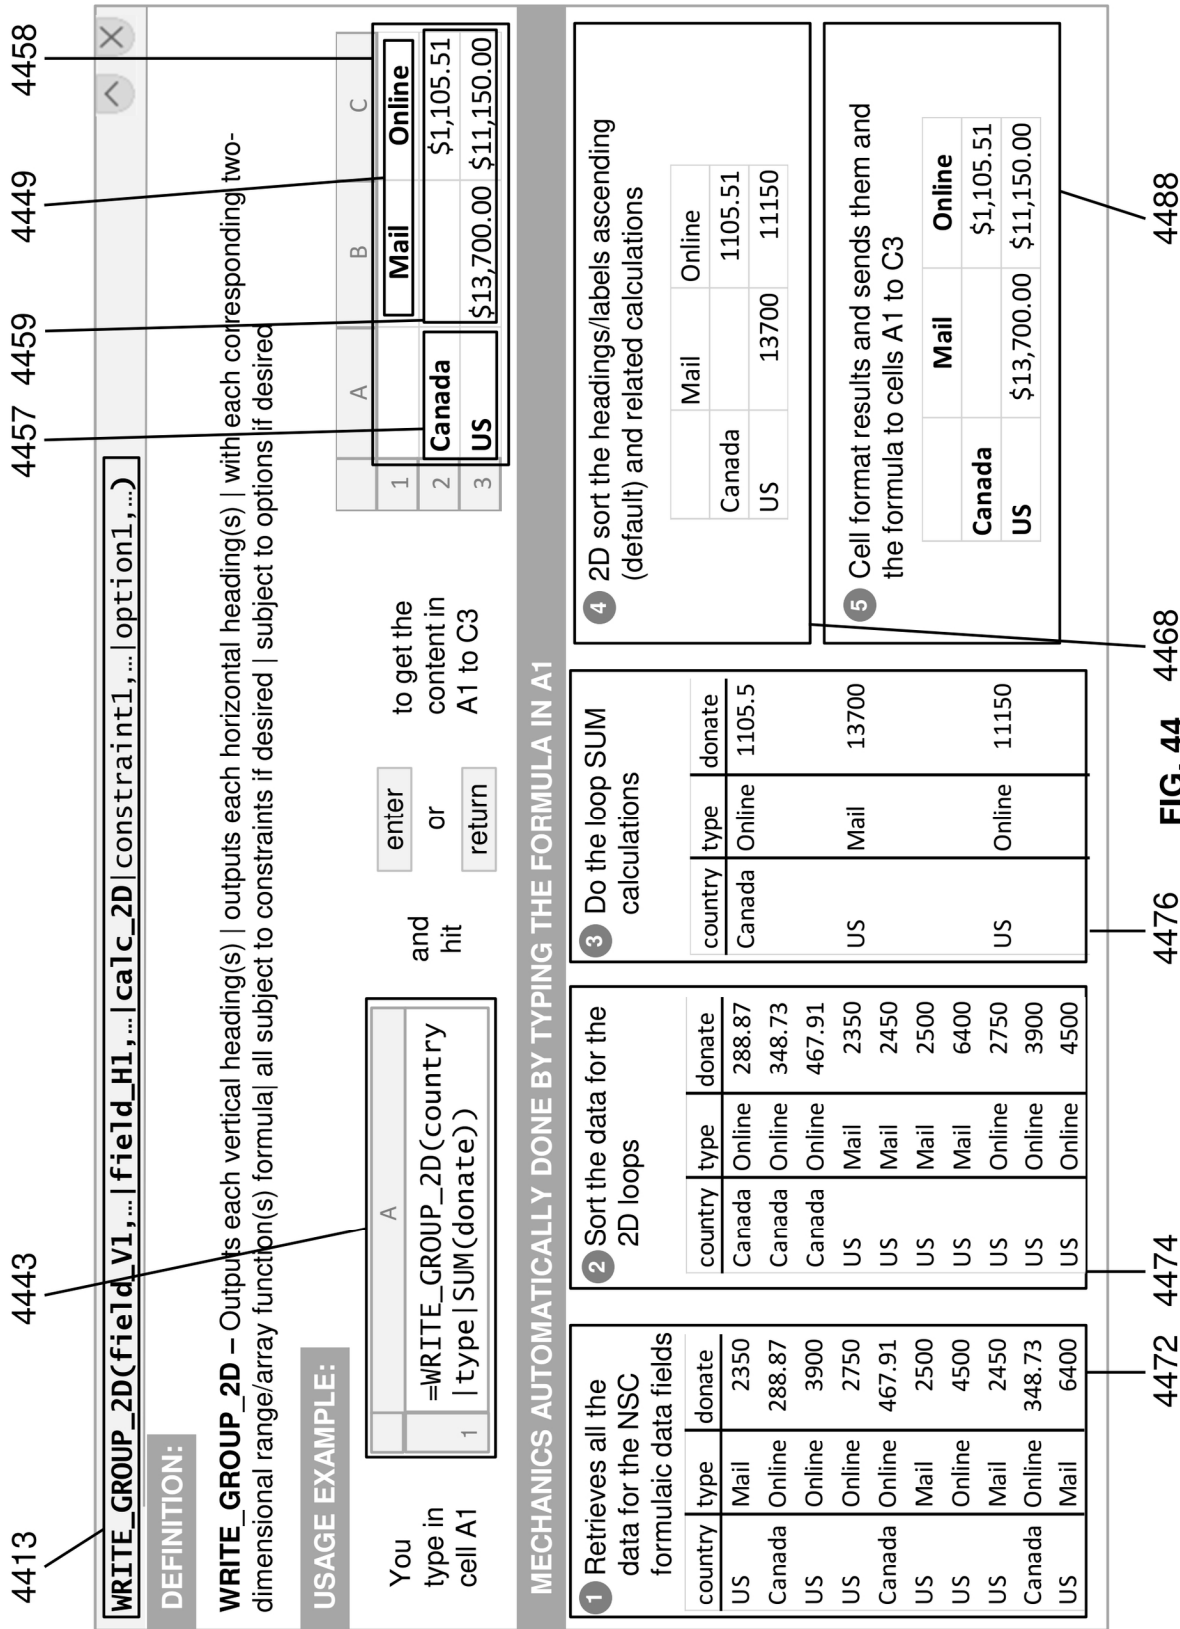 4413
4443
4457
4459
4449
4458
WRITE_GROUP_2D(field_V1,…|field_H1,…|calc_2D|constraint1,…|option1,…)
DEFINITION:
WRITE_GROUP_2D – Outputs each vertical heading(s) | outputs each horizontal heading(s) | with each corresponding two-
dimensional range/array function(s) formula| all subject to constraints if desired | subject to options if desired
USAGE EXAMPLE:
You
type in
cell A1
A
1
=WRITE_GROUP_2D(country
|type|SUM(donate))
and
hit
enter
or
return
to get the
content in
A1 to C3
A B C
1 Mail Online
2 Canada $1,105.51
3 US $13,700.00 $11,150.00
MECHANICS AUTOMATICALLY DONE BY TYPING THE FORMULA IN A1
1 Retrieves all the
data for the NSC
formulaic data fields
country type donate
US Mail 2350
Canada Online 288.87
US Online 3900
US Online 2750
Canada Online 467.91
US Mail 2500
US Online 4500
US Mail 2450
Canada Online 348.73
US Mail 6400
2 Sort the data for the
2D loops
country type donate
Canada Online 288.87
Canada Online 348.73
Canada Online 467.91
US Mail 2350
US Mail 2450
US Mail 2500
US Mail 6400
US Online 2750
US Online 3900
US Online 4500
3 Do the loop SUM
calculations
country type donate
Canada Online 1105.5
US Mail 13700
US Online 11150
4 2D sort the headings/labels ascending
(default) and related calculations
Mail Online
Canada 1105.51
US 13700 11150
5 Cell format results and sends them and
the formula to cells A1 to C3
Mail Online
Canada $1,105.51
US $13,700.00 $11,150.00
4472
4474
4476
4468
4488
FIG. 44